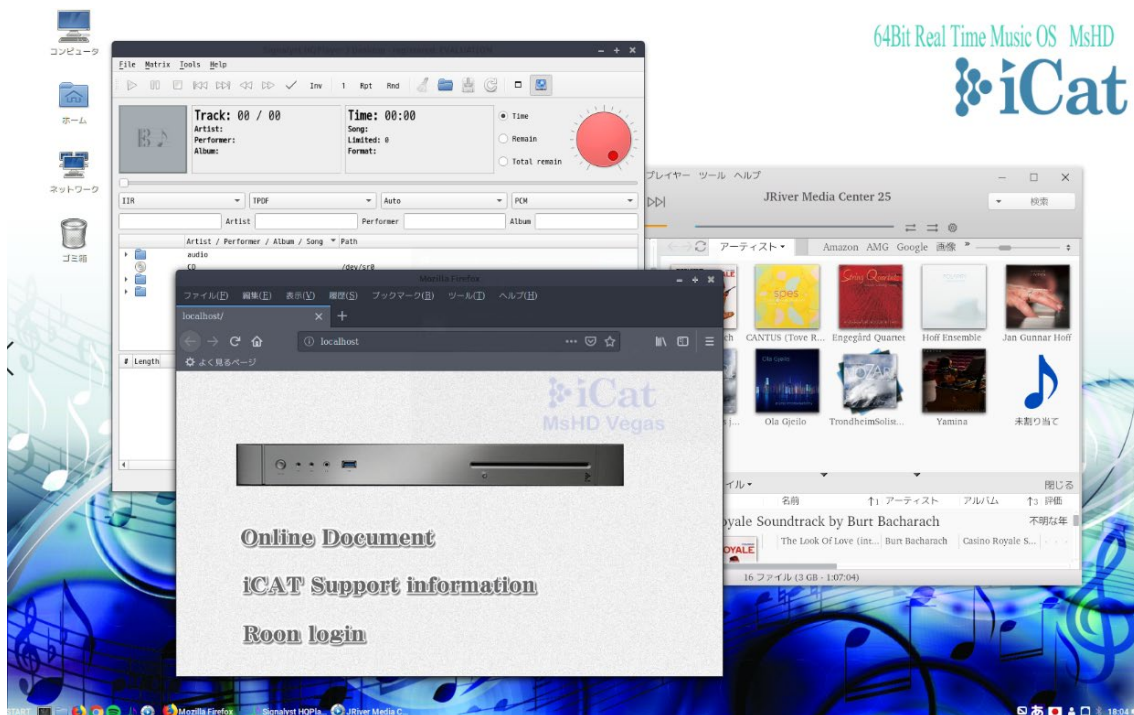 コンピュータ
ホーム
ネットワーク
ゴミ箱
64Bit Real Time Music OS MsHD
iCat
File Matrix Tools Help
Inv 1 Rpt Rnd
Track: 00 / 00
Artist:
Performer:
Album:
Time: 00:00
Song:
Limited: 0
Format:
Time
Remain
Total remain
IIR TPDF Auto PCM
Artist Performer Album
Artist / Performer / Album / Song Path
audio
CD /dev/sr0
# Length
プレイヤー ツール ヘルプ
JRiver Media Center 25
検索
アーティスト Amazon AMG Google 画像 »
CANTUS (Tove R... Engegård Quartet Hoff Ensemble Jan Gunnar Hoff
Ola Gjeilo TrondheimSolist... Yamina 未割り当て
イル 閉じる
名前 ↑1 アーティスト アルバム ↑3 評価
oyale Soundtrack by Burt Bacharach 不明な年
The Look Of Love (int... Burt Bacharach Casino Royale S...
OYALE
16 ファイル (3 GB - 1:07:04)
Mozilla Firefox
ファイル(F) 編集(E) 表示(V) 履歴(S) ブックマーク(B) ツール(T) ヘルプ(H)
localhost/
localhost
よく見るページ
iCat
MsHD Vegas
Online Document
iCAT Support information
Roon login
START Mozilla Firefox Signalyst HQPla... JRiver Media C... あ 18:04